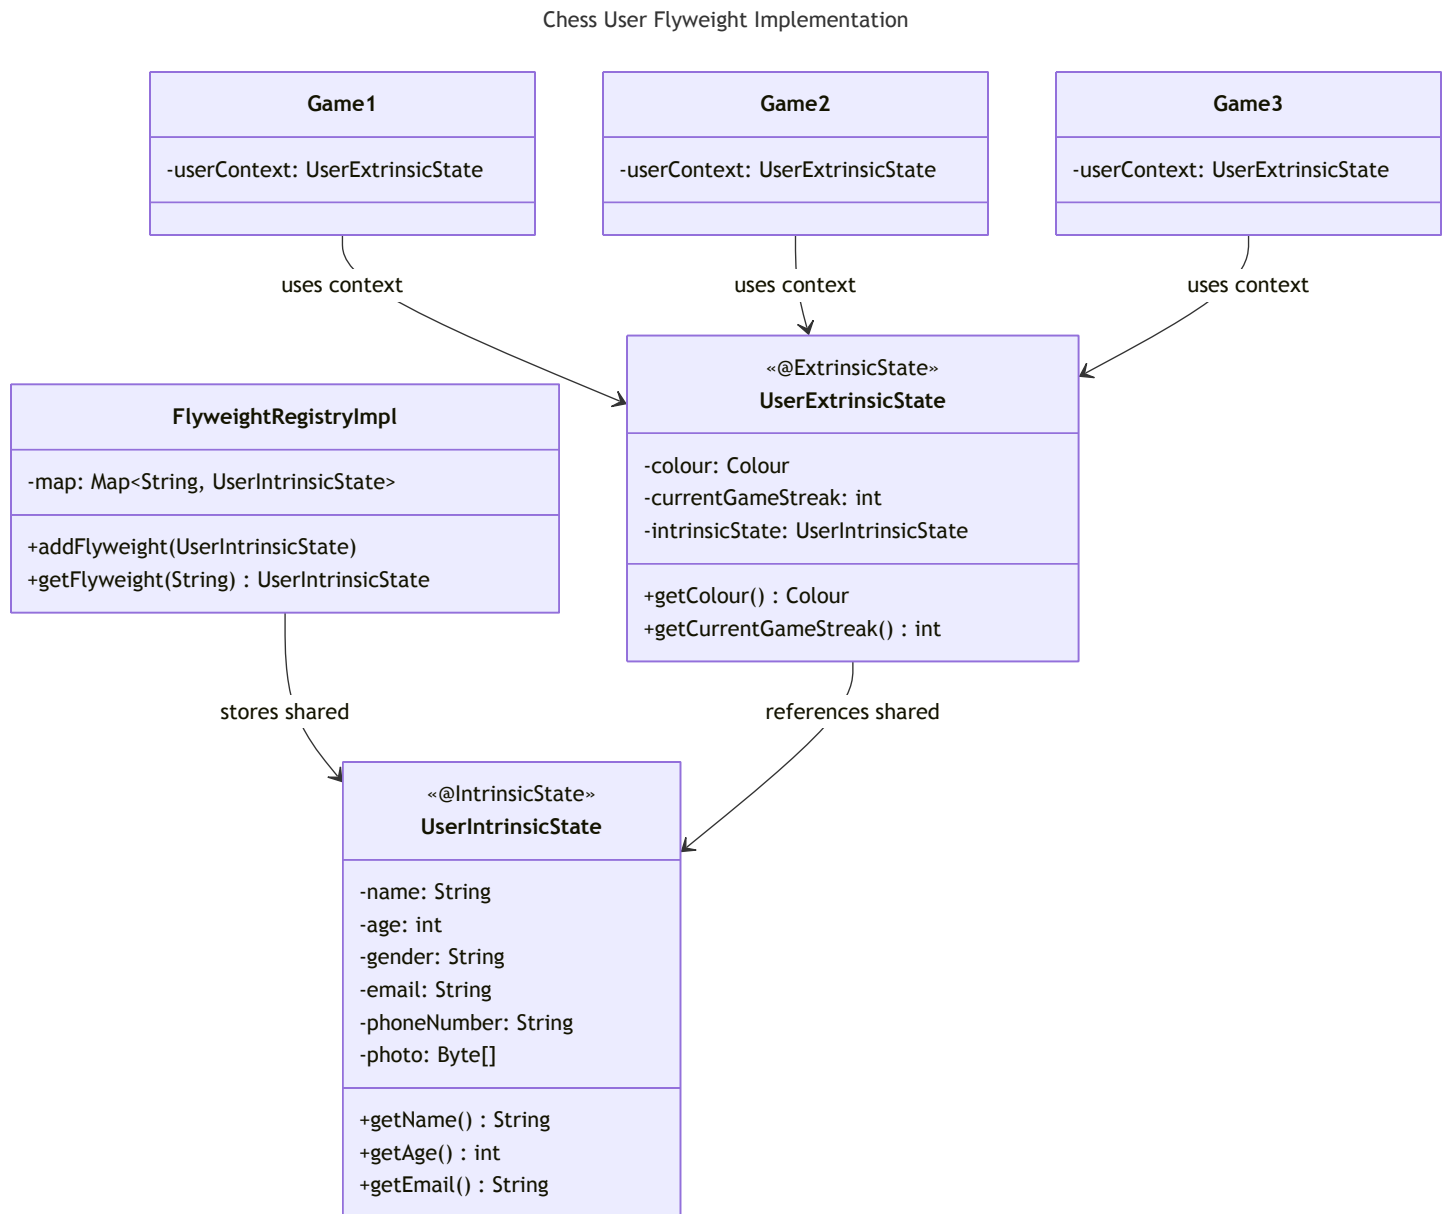 Chess User Flyweight Implementation
Game1
-userContext: UserExtrinsicState
Game2
-userContext: UserExtrinsicState
Game3
-userContext: UserExtrinsicState
uses context
uses context
uses context
«@ExtrinsicState»
UserExtrinsicState
-colour: Colour
-currentGameStreak: int
-intrinsicState: UserIntrinsicState
+getColour() : Colour
+getCurrentGameStreak() : int
FlyweightRegistryImpl
-map: Map<String, UserIntrinsicState>
+addFlyweight(UserIntrinsicState)
+getFlyweight(String) : UserIntrinsicState
stores shared
references shared
«@IntrinsicState»
UserIntrinsicState
-name: String
-age: int
-gender: String
-email: String
-phoneNumber: String
-photo: Byte[]
+getName() : String
+getAge() : int
+getEmail() : String